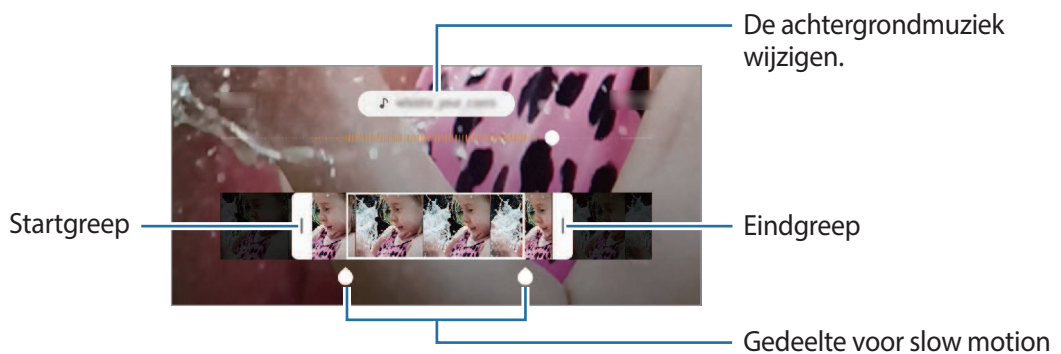 De achtergrondmuziek
wijzigen.
Startgreep
Eindgreep
Gedeelte voor slow motion